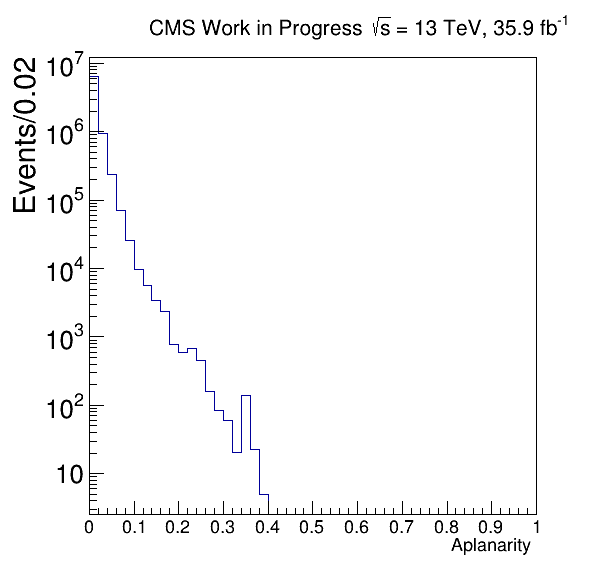 CMS Work in Progress √s = 13 TeV, 35.9 fb⁻¹
Events/0.02
10⁷
10⁶
10⁵
10⁴
10³
10²
10
0 0.1 0.2 0.3 0.4 0.5 0.6 0.7 0.8 0.9 1
Aplanarity